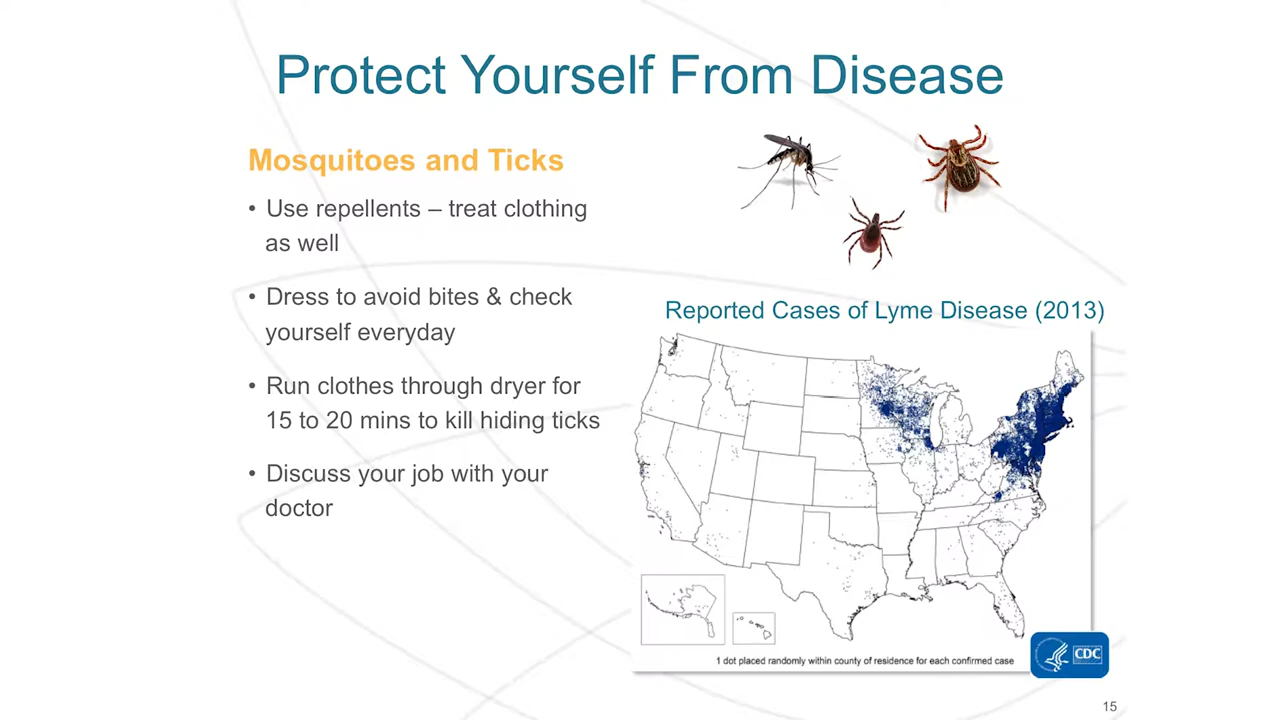 Protect Yourself From Disease
Mosquitoes and Ticks
• Use repellents – treat clothing
as well
• Dress to avoid bites & check
yourself everyday
• Run clothes through dryer for
15 to 20 mins to kill hiding ticks
• Discuss your job with your
doctor
Reported Cases of Lyme Disease (2013)
1 dot placed randomly within county of residence for each confirmed case
CDC
15